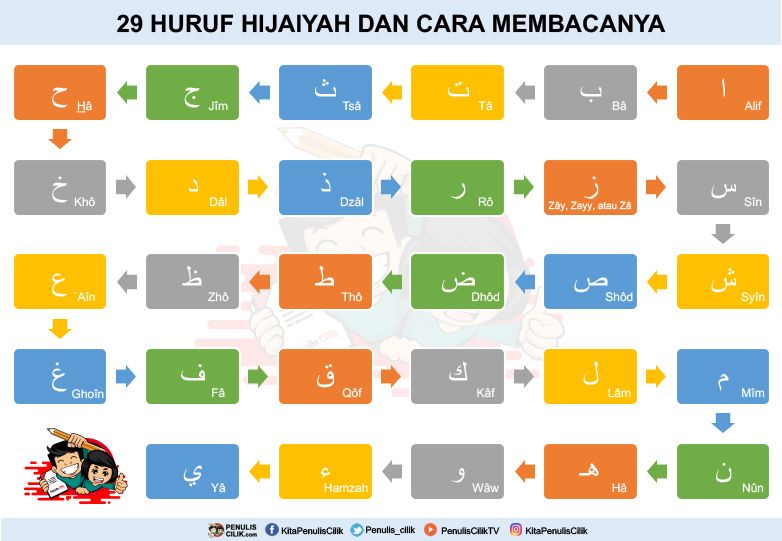 29 HURUF HIJAIYAH DAN CARA MEMBACANYA
ا
Alif
ب
Bâ
ت
Tâ
ث
Tsâ
ج
Jîm
ح
Hâ
خ
Khô
د
Dâl
ذ
Dzâl
ر
Rô
ز
Zây, Zayy, atau Zâ
س
Sîn
ش
Syîn
ص
Shôd
ض
Dhôd
ط
Thô
ظ
Zhô
ع
'Aîn
غ
Ghoîn
ف
Fâ
ق
Qôf
ك
Kâf
ل
Lâm
م
Mîm
ن
Nûn
هـ
Hâ
و
Wâw
ء
Hamzah
ي
Yâ
PENULIS
CILIK.com
KitaPenulisCilik
Penulis_cilik
PenulisCilikTV
KitaPenulisCilik